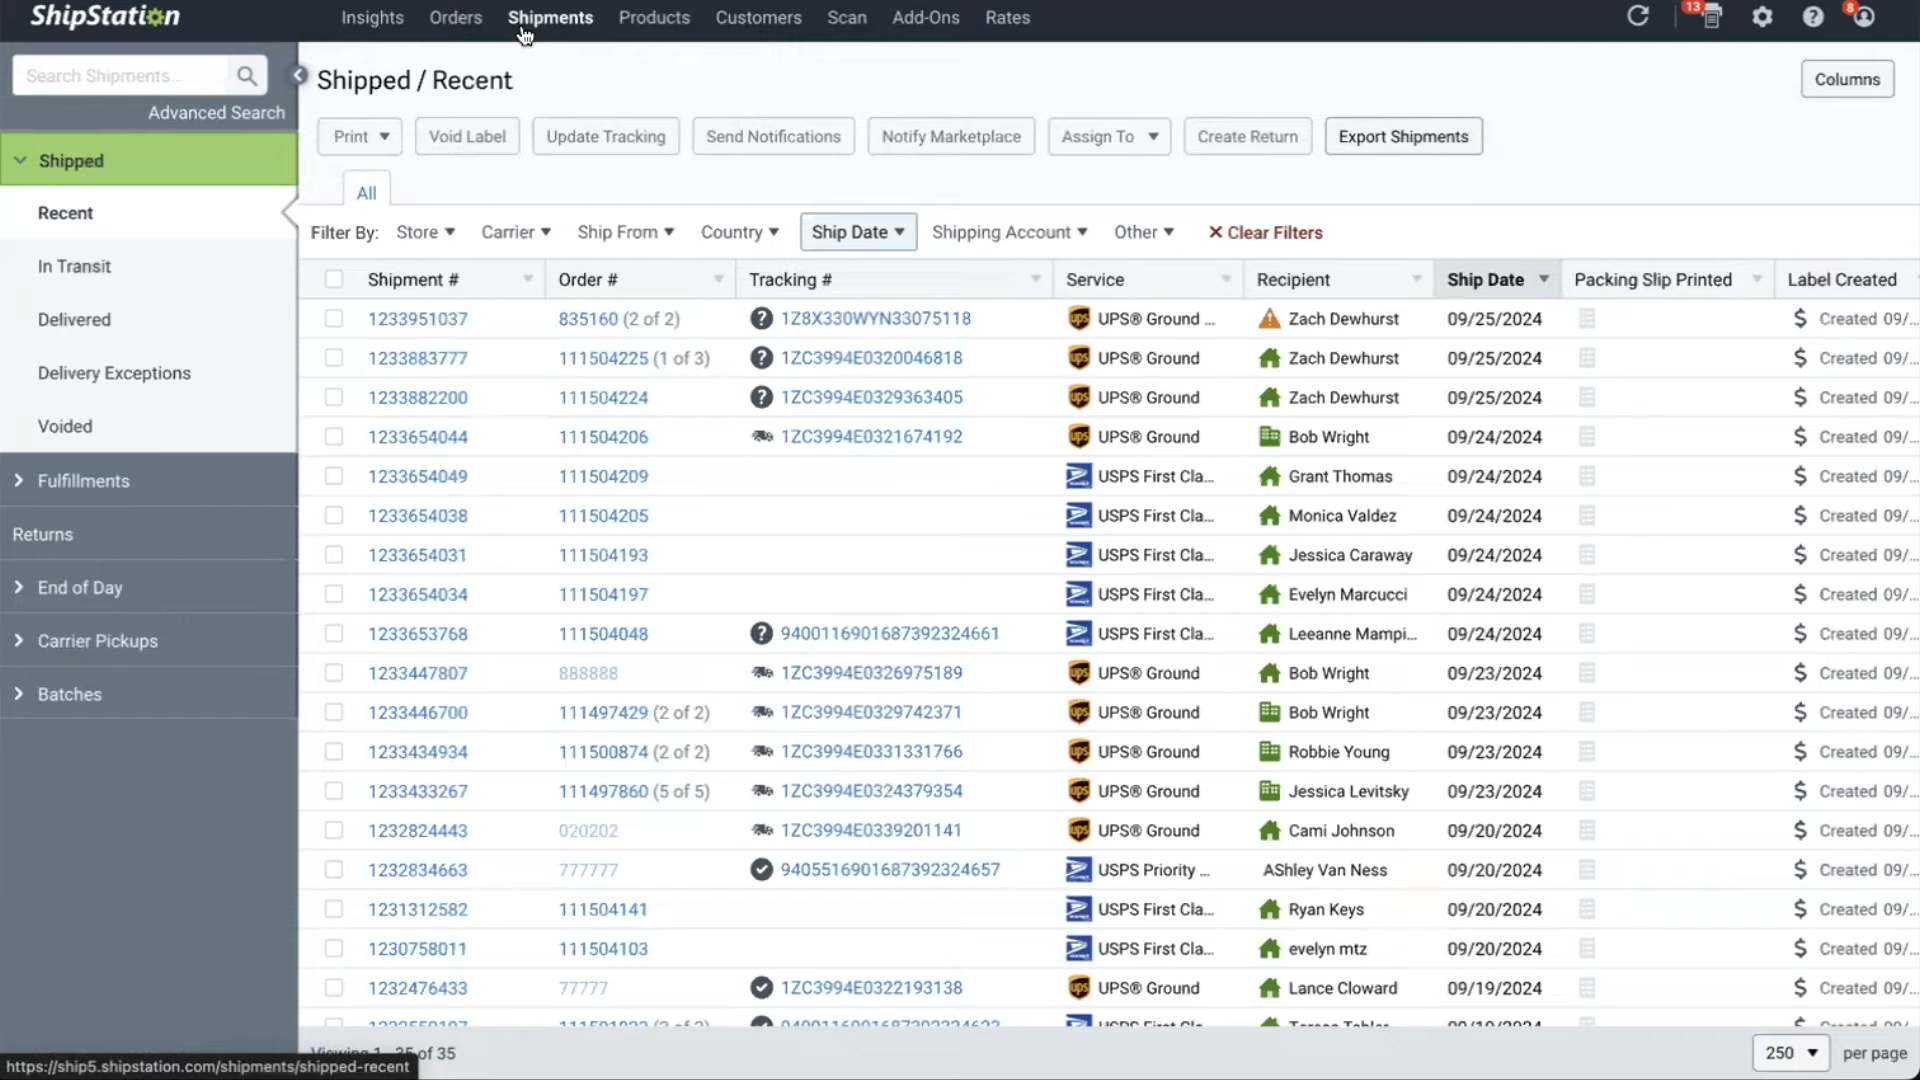 ShipStation Insights Orders Shipments Products Customers Scan Add-Ons Rates 13 8
Search Shipments...
Advanced Search
Shipped / Recent Columns
Print Void Label Update Tracking Send Notifications Notify Marketplace Assign To Create Return Export Shipments
Shipped
Recent
In Transit
Delivered
Delivery Exceptions
Voided
Fulfillments
Returns
End of Day
Carrier Pickups
Batches
All
Filter By: Store Carrier Ship From Country Ship Date Shipping Account Other Clear Filters
Shipment # Order # Tracking # Service Recipient Ship Date Packing Slip Printed Label Created
1233951037 835160 (2 of 2) 1Z8X330WYN33075118 UPS® Ground ... Zach Dewhurst 09/25/2024 $ Created 09/...
1233883777 111504225 (1 of 3) 1ZC3994E0320046818 UPS® Ground Zach Dewhurst 09/25/2024 $ Created 09/...
1233882200 111504224 1ZC3994E0329363405 UPS® Ground Zach Dewhurst 09/25/2024 $ Created 09/...
1233654044 111504206 1ZC3994E0321674192 UPS® Ground Bob Wright 09/24/2024 $ Created 09/...
1233654049 111504209 USPS First Cla... Grant Thomas 09/24/2024 $ Created 09/...
1233654038 111504205 USPS First Cla... Monica Valdez 09/24/2024 $ Created 09/...
1233654031 111504193 USPS First Cla... Jessica Caraway 09/24/2024 $ Created 09/...
1233654034 111504197 USPS First Cla... Evelyn Marcucci 09/24/2024 $ Created 09/...
1233653768 111504048 9400116901687392324661 USPS First Cla... Leeanne Mampi... 09/24/2024 $ Created 09/...
1233447807 888888 1ZC3994E0326975189 UPS® Ground Bob Wright 09/23/2024 $ Created 09/...
1233446700 111497429 (2 of 2) 1ZC3994E0329742371 UPS® Ground Bob Wright 09/23/2024 $ Created 09/...
1233434934 111500874 (2 of 2) 1ZC3994E0331331766 UPS® Ground Robbie Young 09/23/2024 $ Created 09/...
1233433267 111497860 (5 of 5) 1ZC3994E0324379354 UPS® Ground Jessica Levitsky 09/23/2024 $ Created 09/...
1232824443 020202 1ZC3994E0339201141 UPS® Ground Cami Johnson 09/20/2024 $ Created 09/...
1232834663 777777 9405516901687392324657 USPS Priority ... AShley Van Ness 09/20/2024 $ Created 09/...
1231312582 111504141 USPS First Cla... Ryan Keys 09/20/2024 $ Created 09/...
1230758011 111504103 USPS First Cla... evelyn mtz 09/20/2024 $ Created 09/...
1232476433 77777 1ZC3994E0322193138 UPS® Ground Lance Cloward 09/19/2024 $ Created 09/...
Viewing 1 - 35 of 35 250 per page
https://ship5.shipstation.com/shipments/shipped-recent